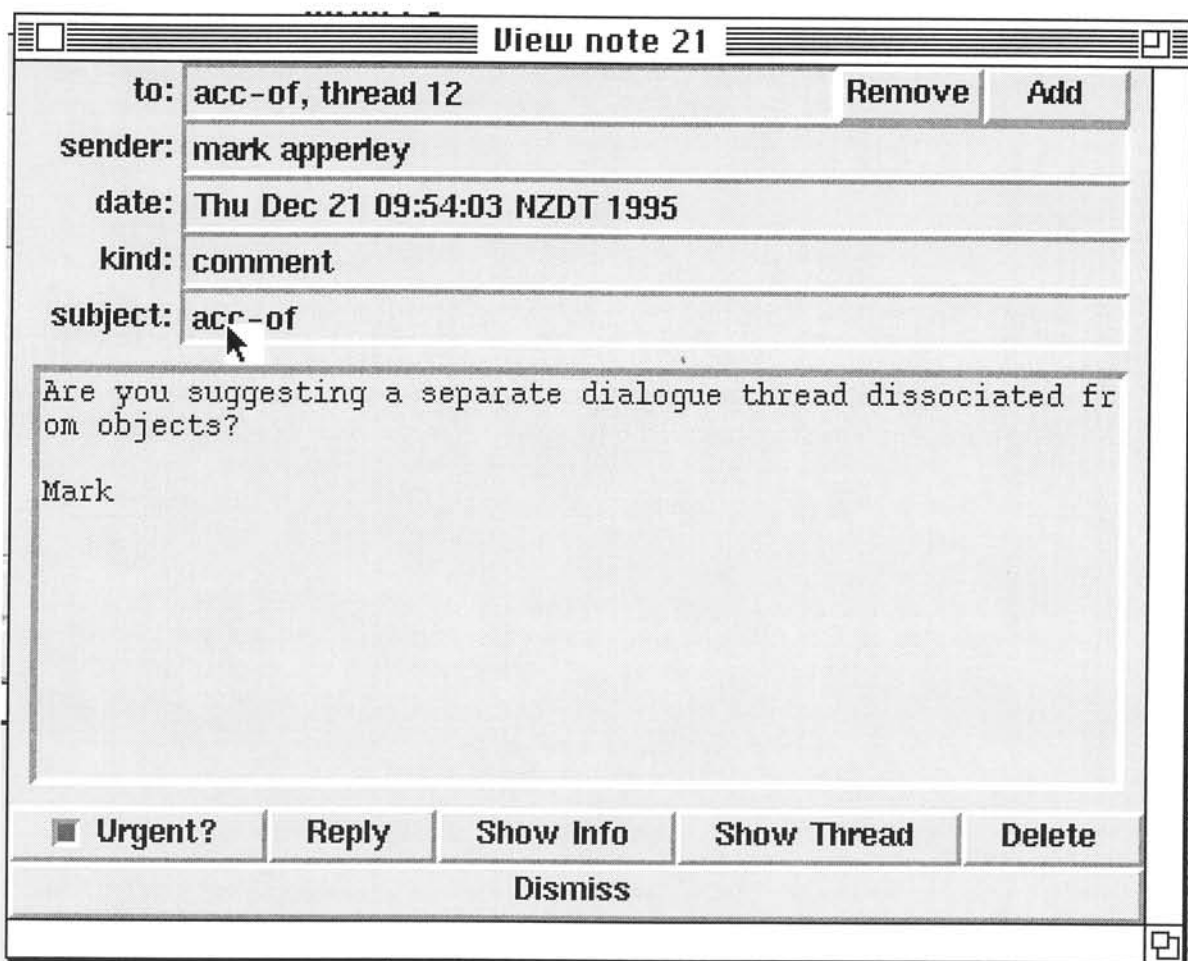 View note 21
to: acc-of, thread 12 Remove Add
sender: mark apperley
date: Thu Dec 21 09:54:03 NZDT 1995
kind: comment
subject: acc-of
Are you suggesting a separate dialogue thread dissociated fr
om objects?
Mark
Urgent? Reply Show Info Show Thread Delete
Dismiss